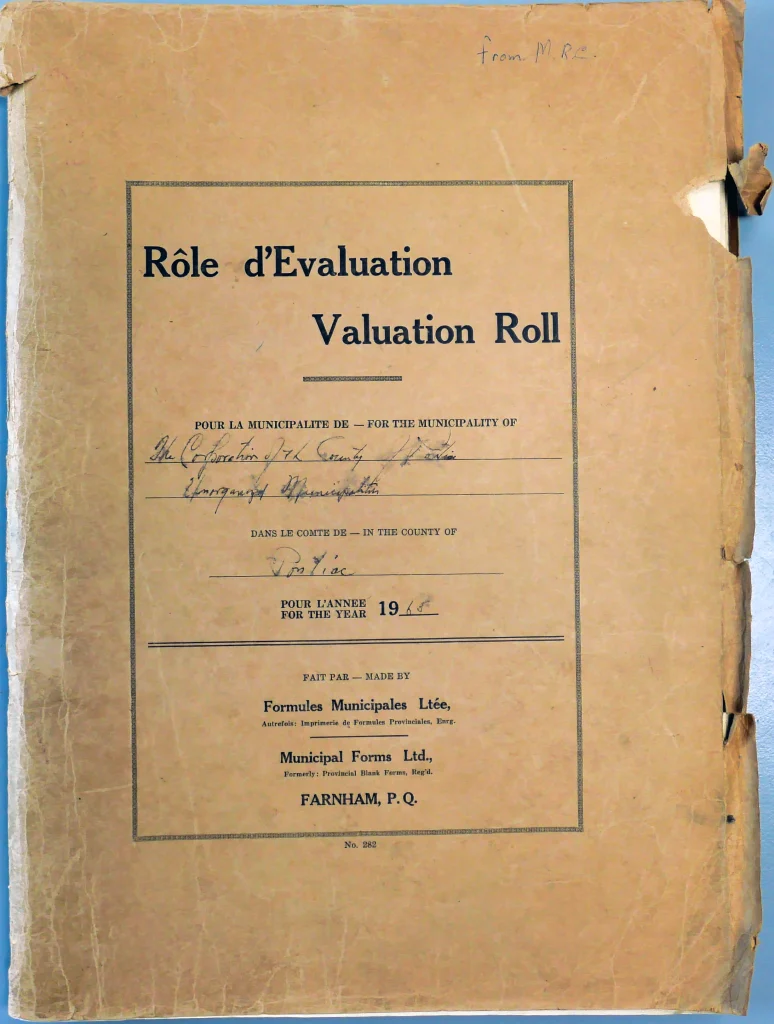 From M.R.C.
Rôle d'Evaluation
Valuation Roll
POUR LA MUNICIPALITE DE — FOR THE MUNICIPALITY OF
The Corporation of the County of Pontiac
Unorganized Municipalities
DANS LE COMTE DE — IN THE COUNTY OF
Pontiac
POUR L'ANNEE
FOR THE YEAR 1968
FAIT PAR — MADE BY
Formules Municipales Ltée,
Autrefois: Imprimerie de Formules Provinciales, Enrg.
Municipal Forms Ltd.,
Formerly: Provincial Blank Forms, Reg'd.
FARNHAM, P. Q.
No. 282